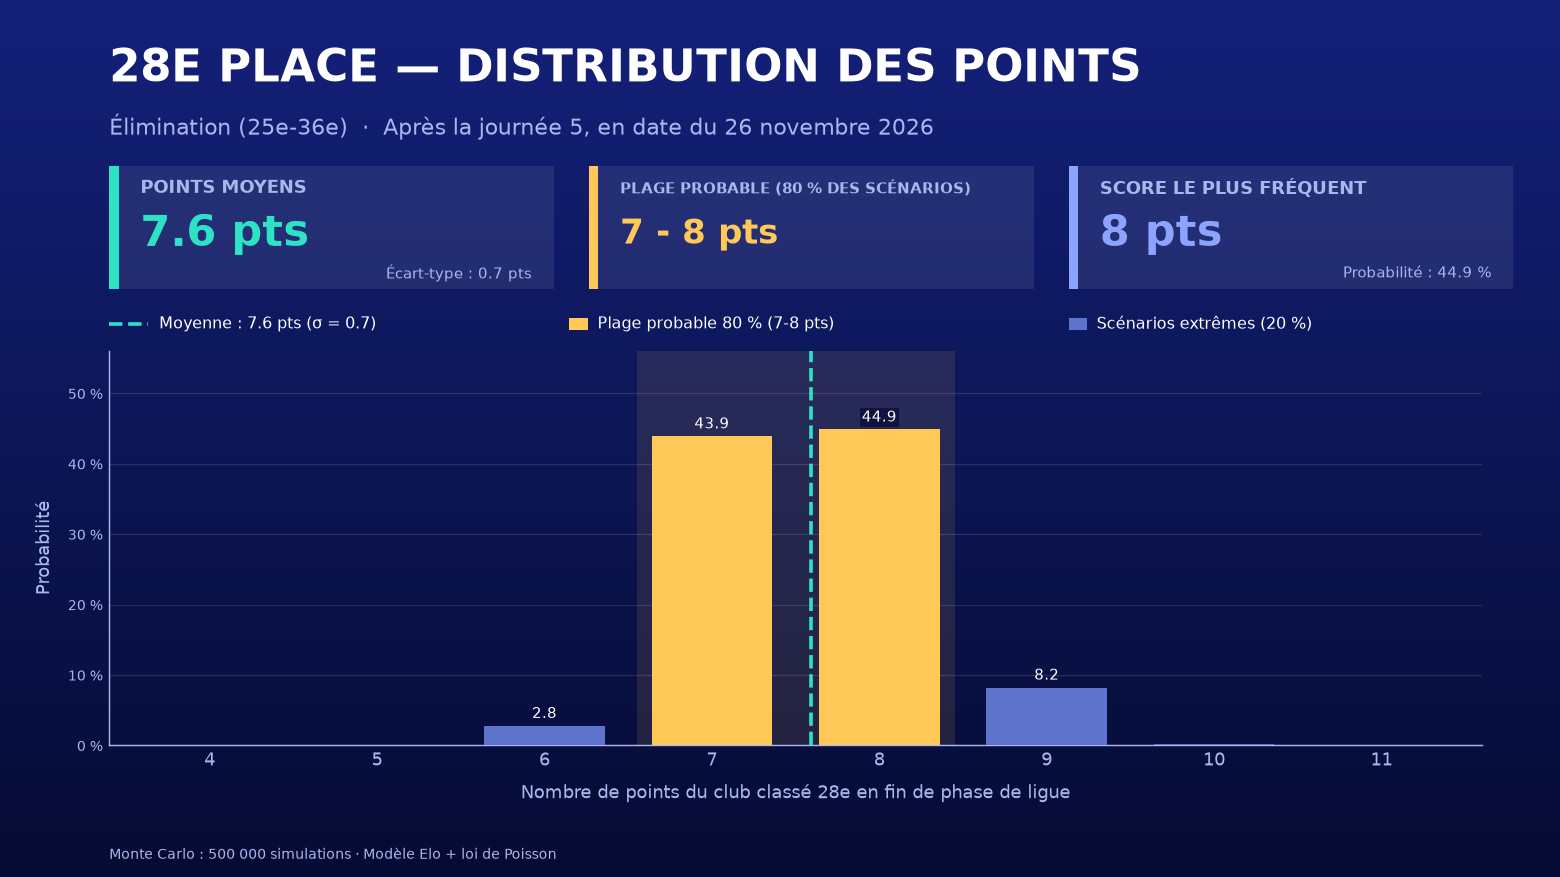 28E PLACE — DISTRIBUTION DES POINTS
Élimination (25e-36e) · Après la journée 5, en date du 26 novembre 2026
POINTS MOYENS
7.6 pts
Écart-type : 0.7 pts
PLAGE PROBABLE (80 % DES SCÉNARIOS)
7 - 8 pts
SCORE LE PLUS FRÉQUENT
8 pts
Probabilité : 44.9 %
Moyenne : 7.6 pts (σ = 0.7)
Plage probable 80 % (7-8 pts)
Scénarios extrêmes (20 %)
Probabilité
50 %
40 %
30 %
20 %
10 %
0 %
2.8
43.9
44.9
8.2
4 5 6 7 8 9 10 11
Nombre de points du club classé 28e en fin de phase de ligue
Monte Carlo : 500 000 simulations · Modèle Elo + loi de Poisson